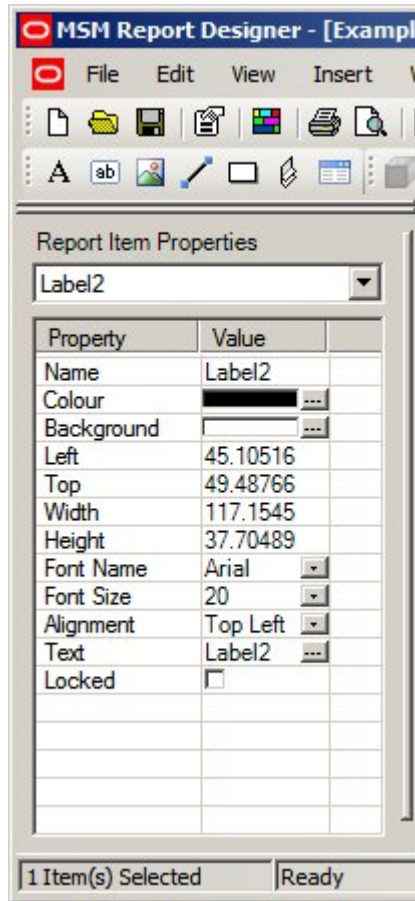 MSM Report Designer - [Exampl
File Edit View Insert
A ab
Report Item Properties
Label2
Property Value
Name Label2
Colour ...
Background ...
Left 45.10516
Top 49.48766
Width 117.1545
Height 37.70489
Font Name Arial
Font Size 20
Alignment Top Left
Text Label2 ...
Locked
1 Item(s) Selected Ready